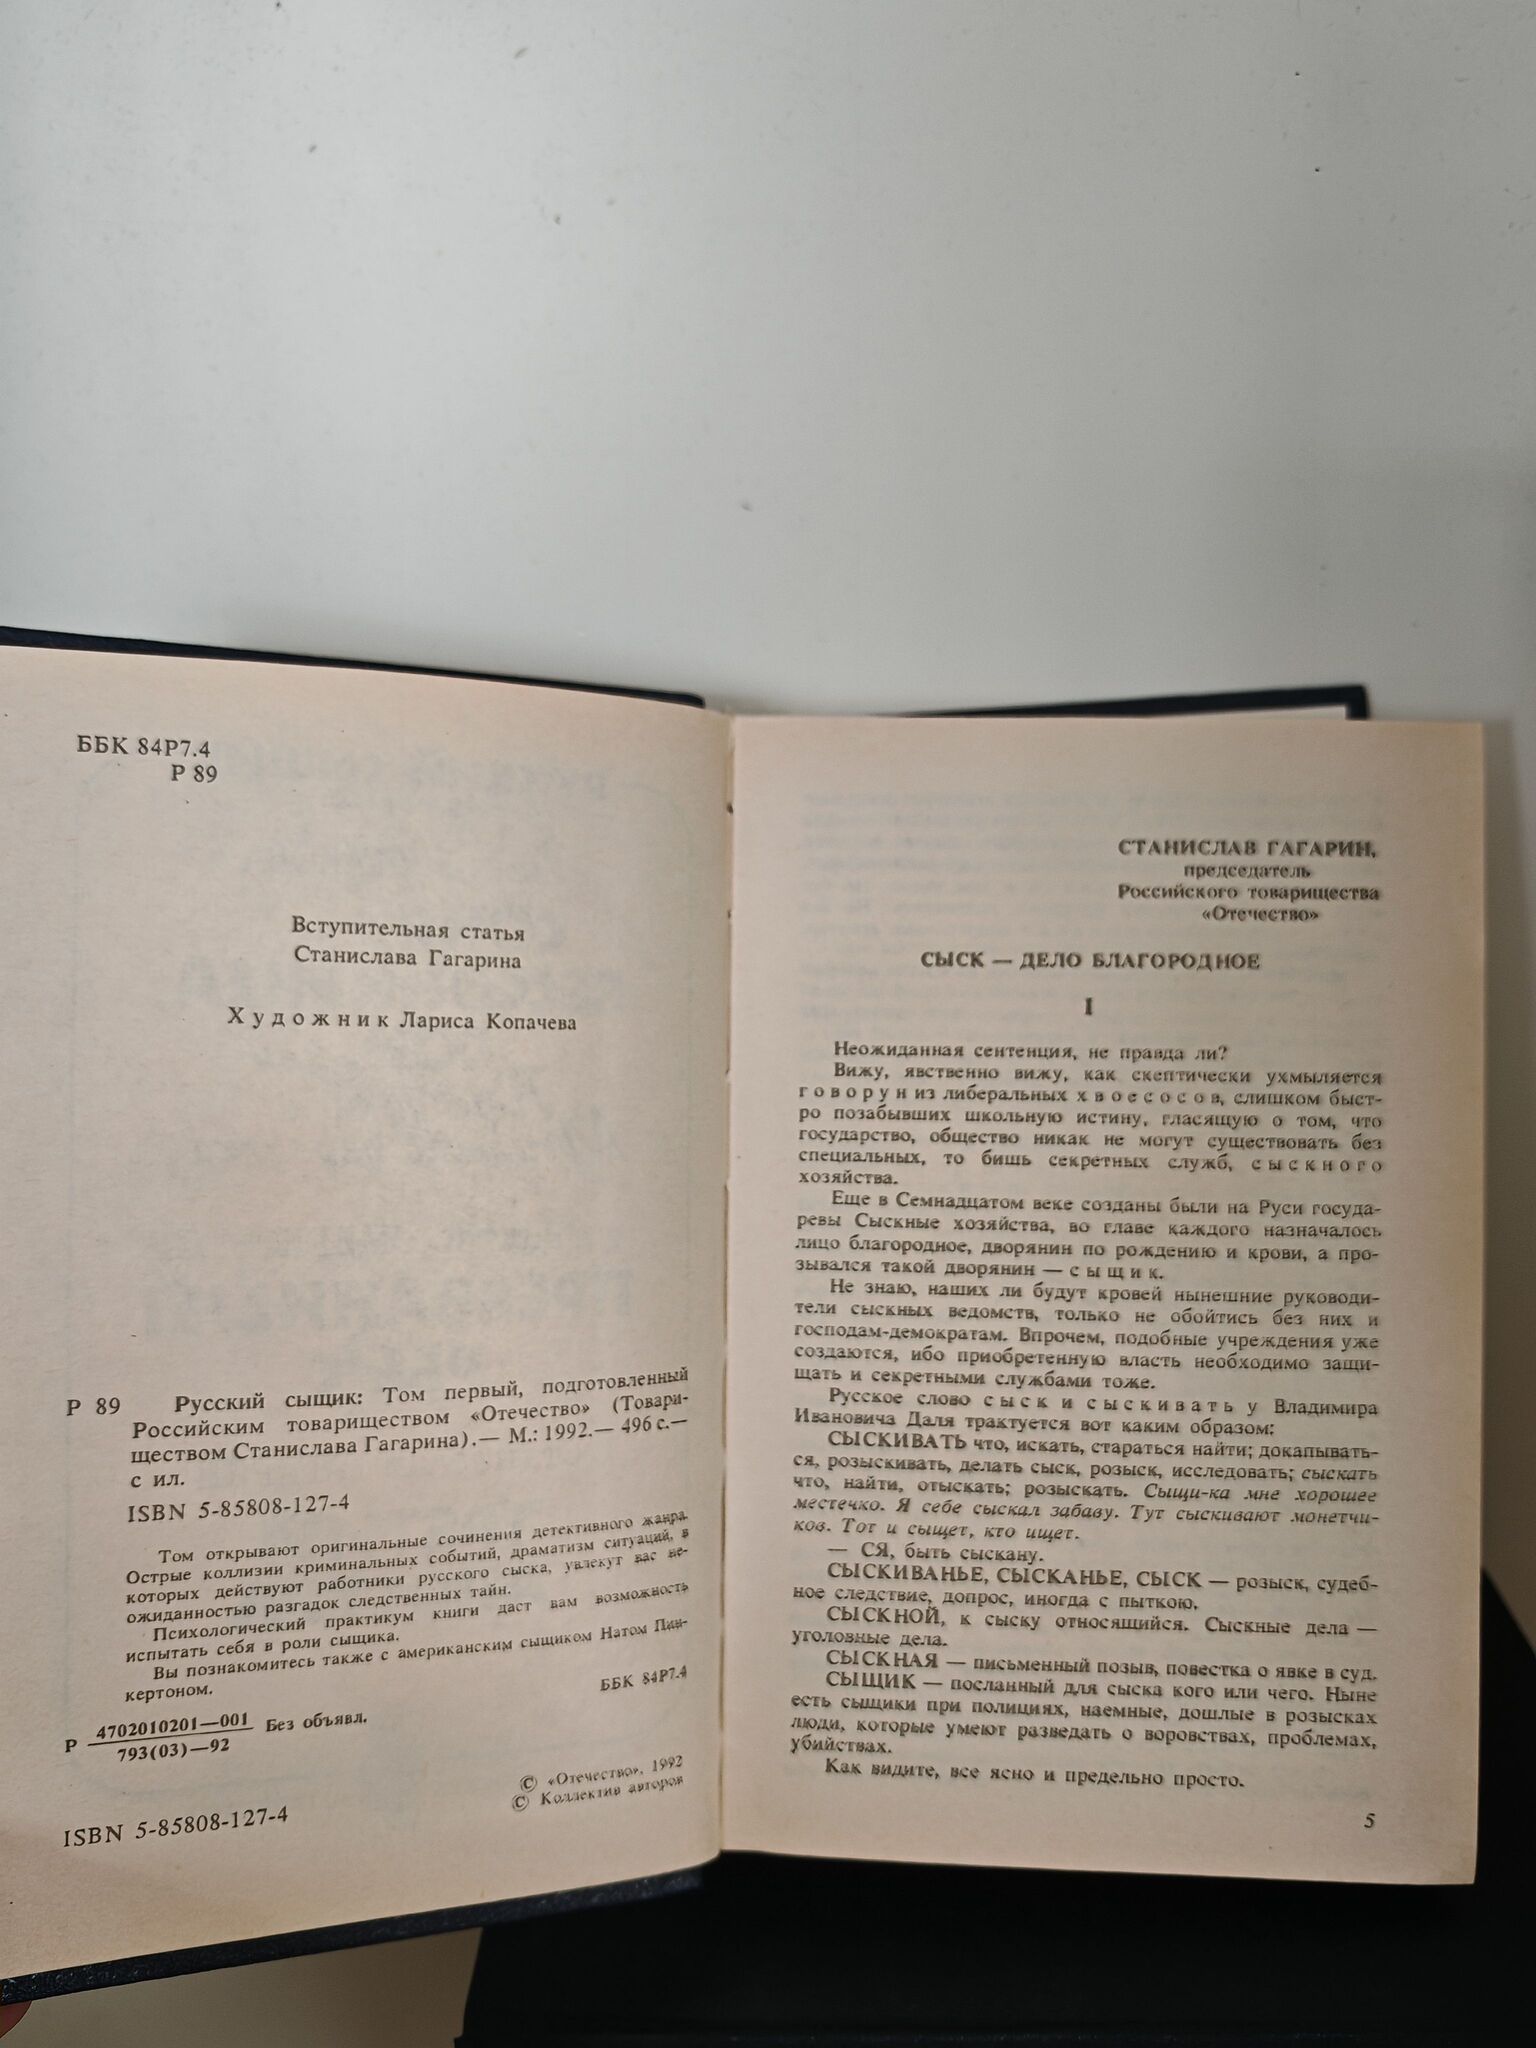 ББК 84Р7.4
Р 89
Вступительная статья
Станислава Гагарина
Х у д о ж н и к Лариса Копачева
Р 89 Русский сыщик: Том первый, подготовленный
Российским товариществом «Отечество» (Товари-
ществом Станислава Гагарина).— М.: 1992.— 496 с.—
с ил.
ISBN 5-85808-127-4
Том открывают оригинальные сочинения детективного жанра.
Острые коллизии криминальных событий, драматизм ситуаций, в
которых действуют работники русского сыска, увлекут вас не-
ожиданностью разгадок следственных тайн.
Психологический практикум книги даст вам возможность
испытать себя в роли сыщика.
Вы познакомитесь также с американским сыщиком Натом Пин-
кертоном.
ББК 84Р7.4
Р 4702010201—001 Без объявл.
793(03)—92
© «Отечество», 1992
© Коллектив авторов
ISBN 5-85808-127-4
СТАНИСЛАВ ГАГАРИН,
председатель
Российского товарищества
«Отечество»
СЫСК — ДЕЛО БЛАГОРОДНОЕ
I
Неожиданная сентенция, не правда ли?
Вижу, явственно вижу, как скептически ухмыляется
г о в о р у н из либеральных х в о е с о с о в, слишком быст-
ро позабывших школьную истину, гласящую о том, что
государство, общество никак не могут существовать без
специальных, то бишь секретных служб, с ы с к н о г о
хозяйства.
Еще в Семнадцатом веке созданы были на Руси госуда-
ревы Сыскные хозяйства, во главе каждого назначалось
лицо благородное, дворянин по рождению и крови, а про-
зывался такой дворянин — с ы щ и к.
Не знаю, наших ли будут кровей нынешние руководи-
тели сыскных ведомств, только не обойтись без них и
господам-демократам. Впрочем, подобные учреждения уже
создаются, ибо приобретенную власть необходимо защи-
щать и секретными службами тоже.
Русское слово с ы с к и с ы с к и в а т ь у Владимира
Ивановича Даля трактуется вот каким образом:
СЫСКИВАТЬ что, искать, стараться найти; докапывать-
ся, розыскивать, делать сыск, розыск, исследовать; сыскать
что, найти, отыскать; розыскать. Сыщи-ка мне хорошее
местечко. Я себе сыскал забаву. Тут сыскивают монетчи-
ков. Тот и сыщет, кто ищет.
— СЯ, быть сыскану.
СЫСКИВАНЬЕ, СЫСКАНЬЕ, СЫСК — розыск, судеб-
ное следствие, допрос, иногда с пыткою.
СЫСКНОЙ, к сыску относящийся. Сыскные дела —
уголовные дела.
СЫСКНАЯ — письменный позыв, повестка о явке в суд.
СЫЩИК — посланный для сыска кого или чего. Ныне
есть сыщики при полициях, наемные, дошлые в розысках
люди, которые умеют разведать о воровствах, проблемах,
убийствах.
Как видите, все ясно и предельно просто.
5